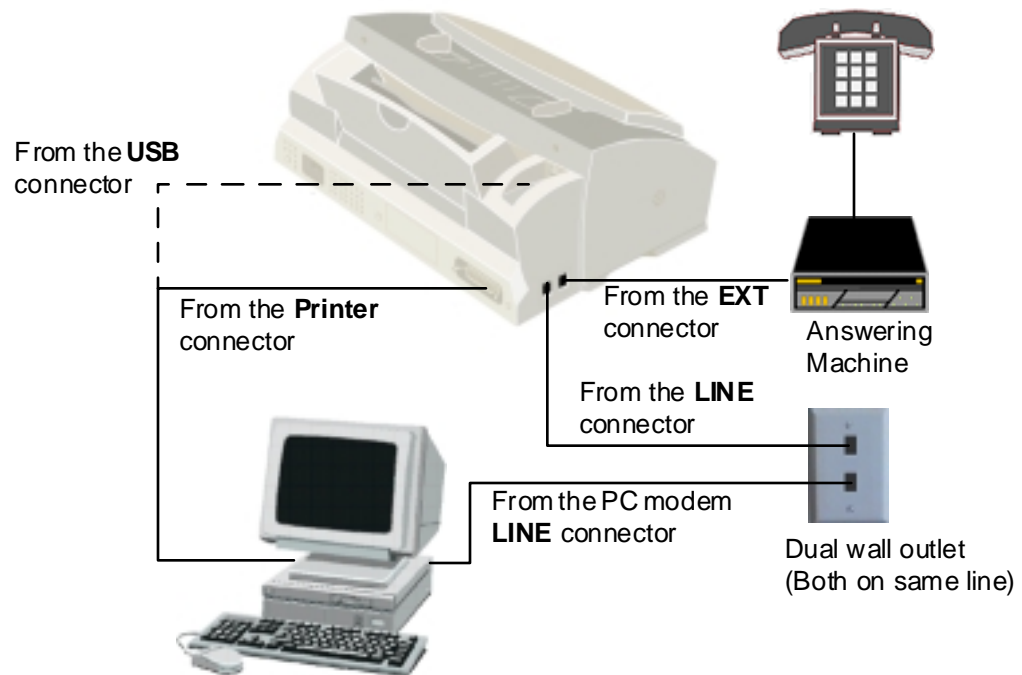 From the USB
connector
From the Printer
connector
From the EXT
connector
Answering
Machine
From the LINE
connector
From the PC modem
LINE connector
Dual wall outlet
(Both on same line)